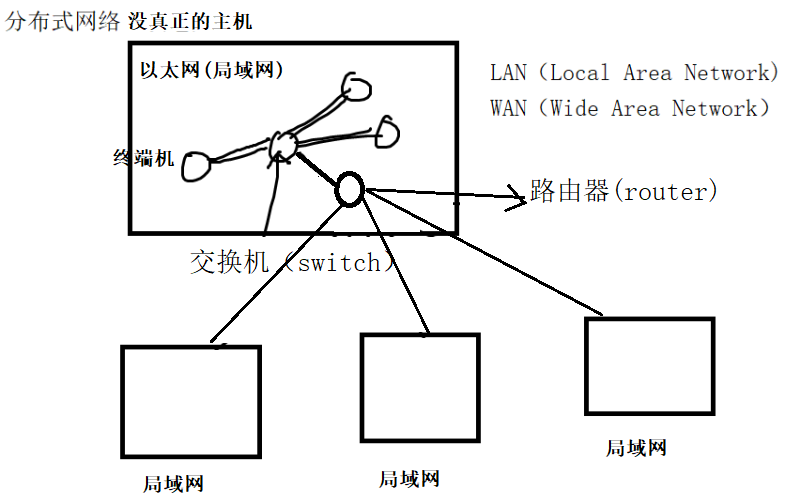 分布式网络 没真正的主机
以太网(局域网)
LAN（Local Area Network)
WAN（Wide Area Network）
终端机
路由器(router)
交换机（switch）
局域网
局域网
局域网